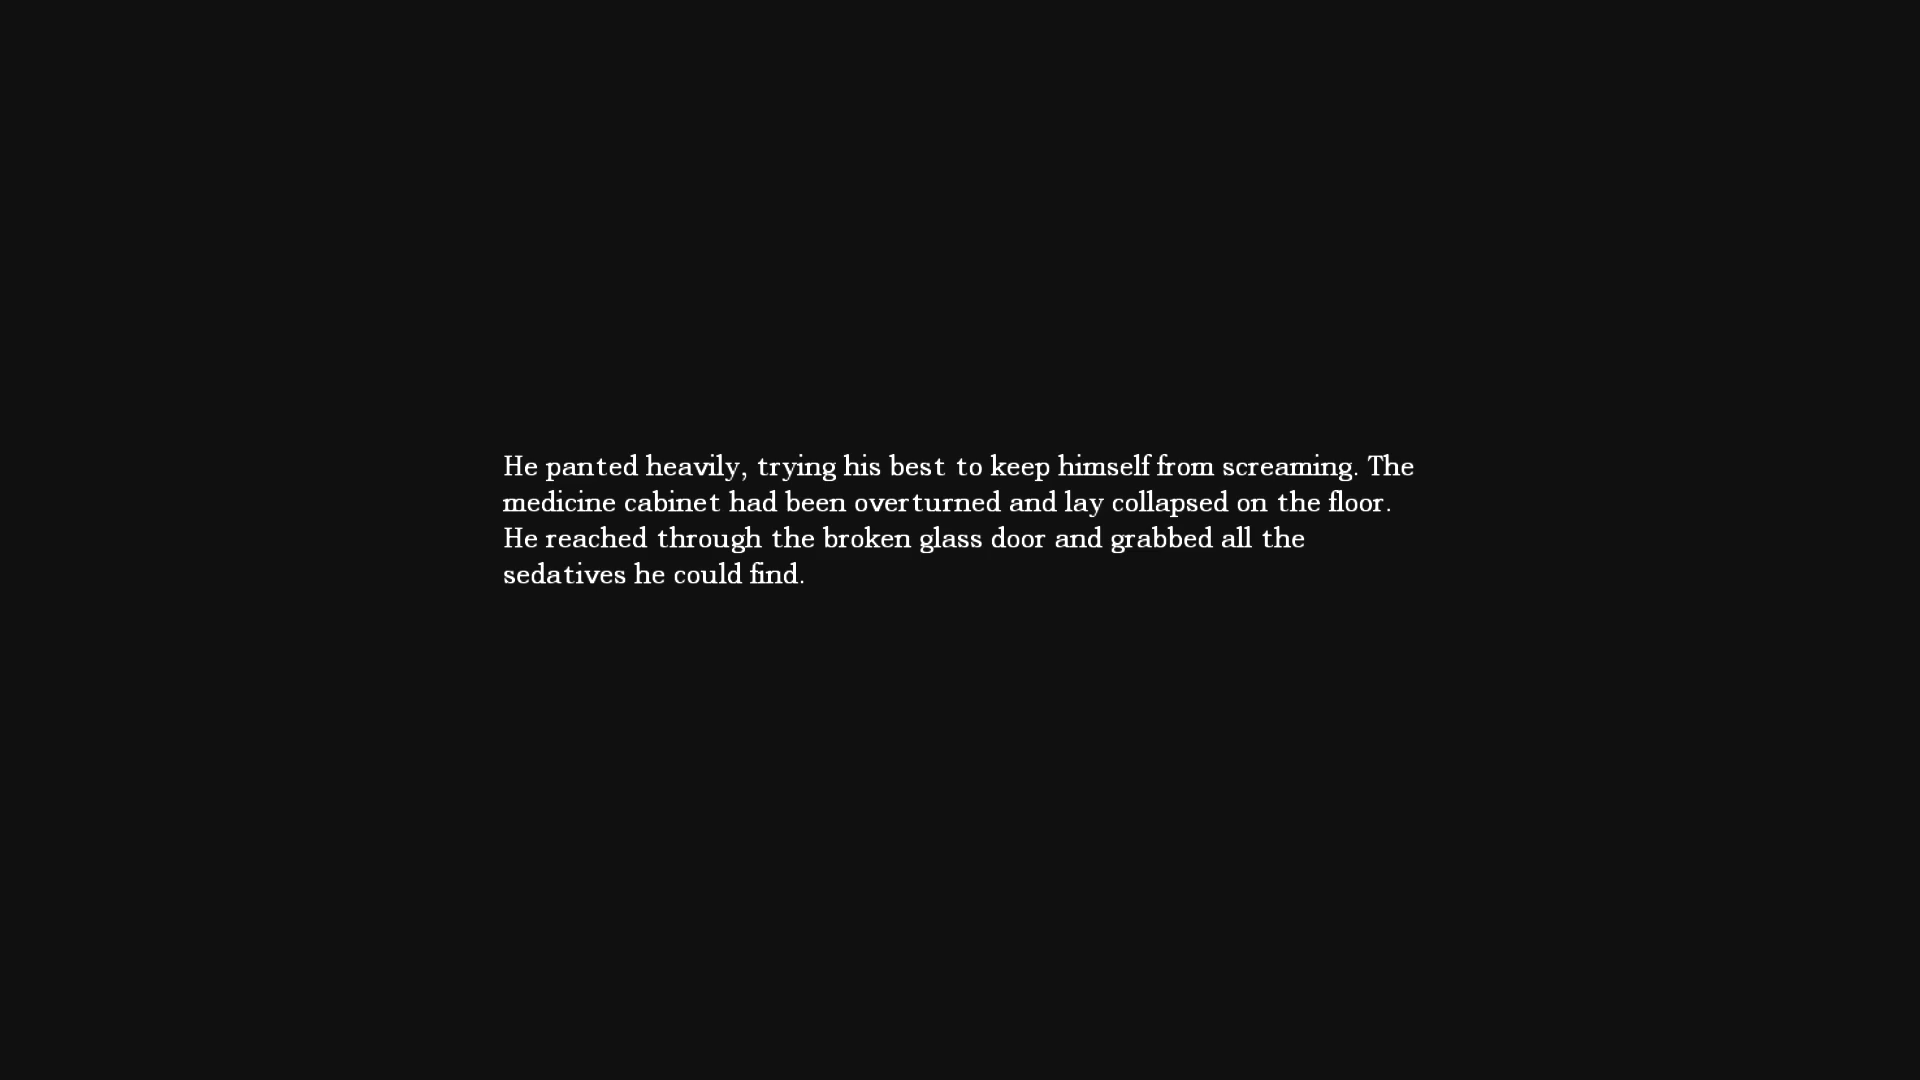 He panted heavily, trying his best to keep himself from screaming. The
medicine cabinet had been overturned and lay collapsed on the floor.
He reached through the broken glass door and grabbed all the
sedatives he could find.